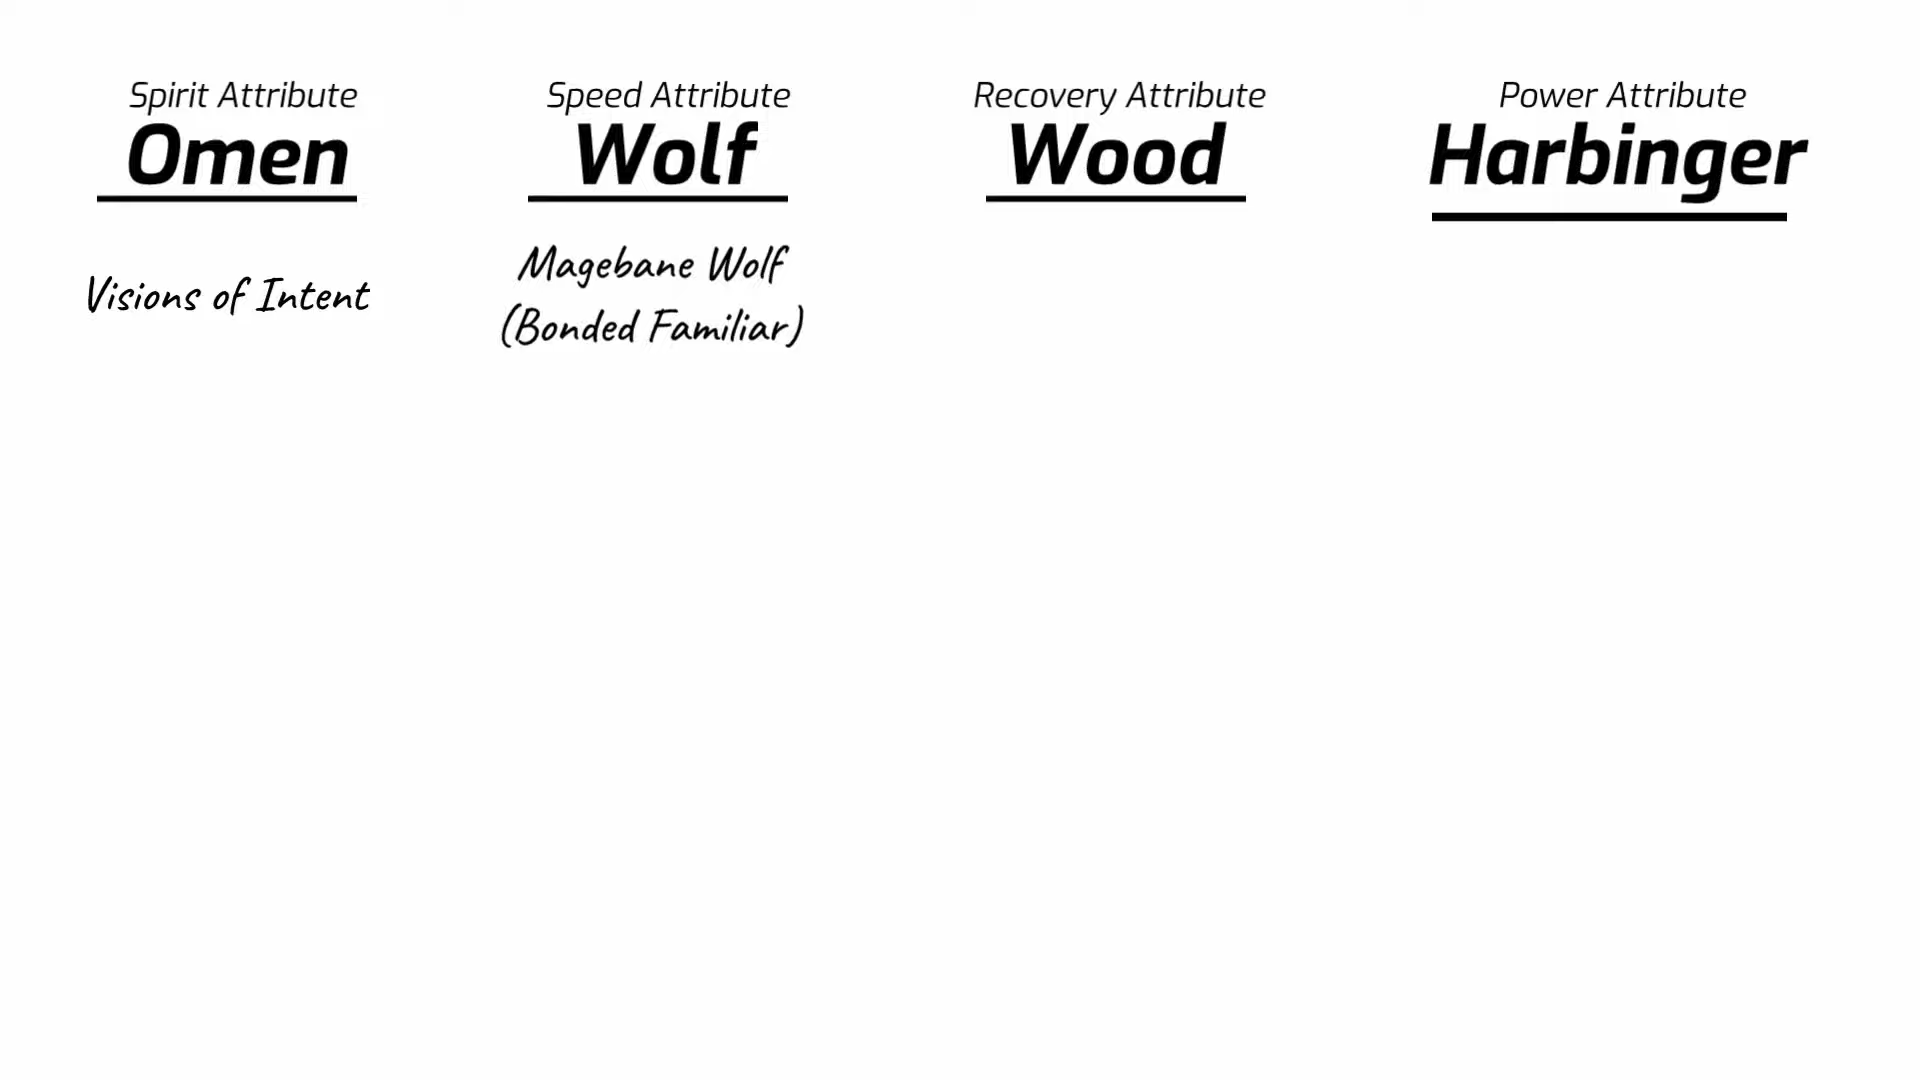 Spirit Attribute
Omen
Visions of Intent
Speed Attribute
Wolf
Magebane Wolf
(Bonded Familiar)
Recovery Attribute
Wood
Power Attribute
Harbinger